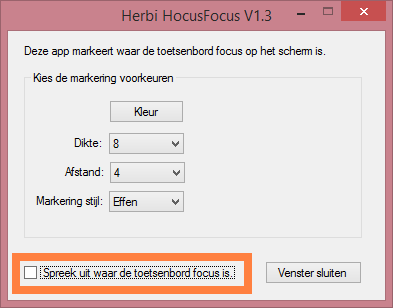 Herbi HocusFocus V1.3
Deze app markeert waar de toetsenbord focus op het scherm is.
Kies de markering voorkeuren
Kleur
Dikte: 8
Afstand: 4
Markering stijl: Effen
Spreek uit waar de toetsenbord focus is. Venster sluiten